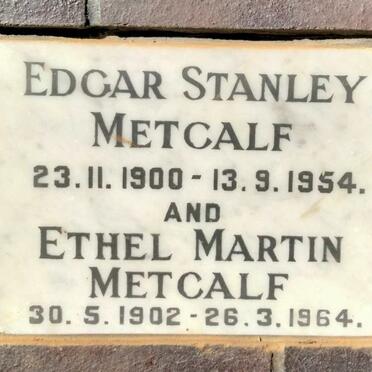 EDGAR STANLEY
METCALF
23.11.1900 - 13.9.1954.
AND
ETHEL MARTIN
METCALF
30.5.1902 - 26.3.1964.